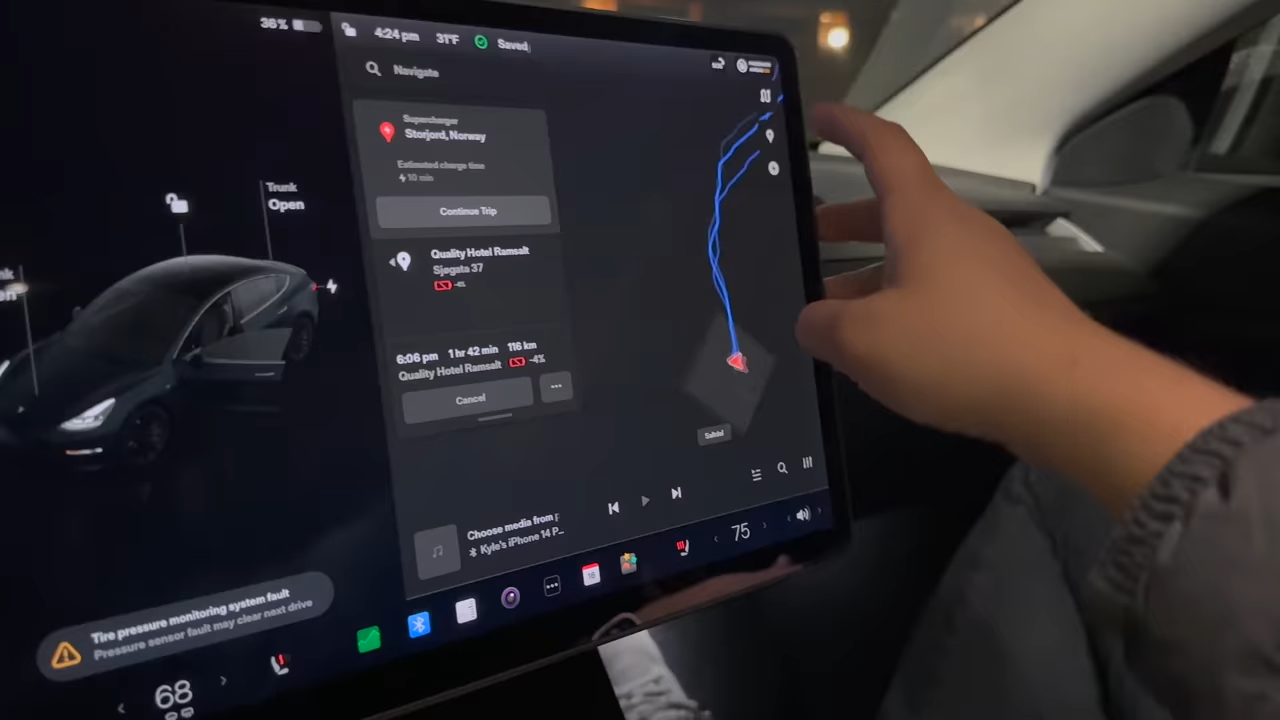 36%
4:24 pm 31°F Saved
Navigate
Supercharger
Storjord, Norway
Estimated charge time
10 min
Continue Trip
Trunk
Open
Quality Hotel Ramsalt
Sjøgata 37
-4%
6:06 pm 1 hr 42 min 116 km
Quality Hotel Ramsalt -4%
Cancel
Saltdal
Choose media from
Kyle's iPhone 14 P...
75
16
Tire pressure monitoring system fault
Pressure sensor fault may clear next drive
68